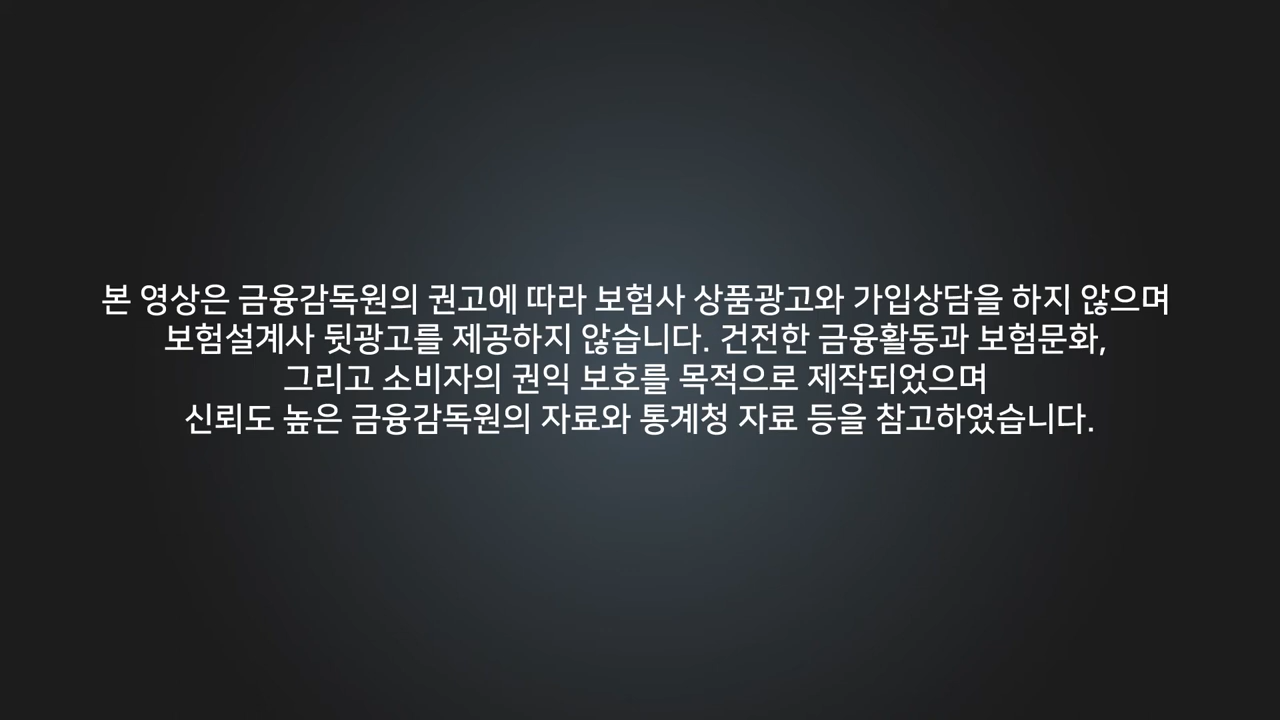 본 영상은 금융감독원의 권고에 따라 보험사 상품광고와 가입상담을 하지 않으며
보험설계사 뒷광고를 제공하지 않습니다. 건전한 금융활동과 보험문화,
그리고 소비자의 권익 보호를 목적으로 제작되었으며
신뢰도 높은 금융감독원의 자료와 통계청 자료 등을 참고하였습니다.